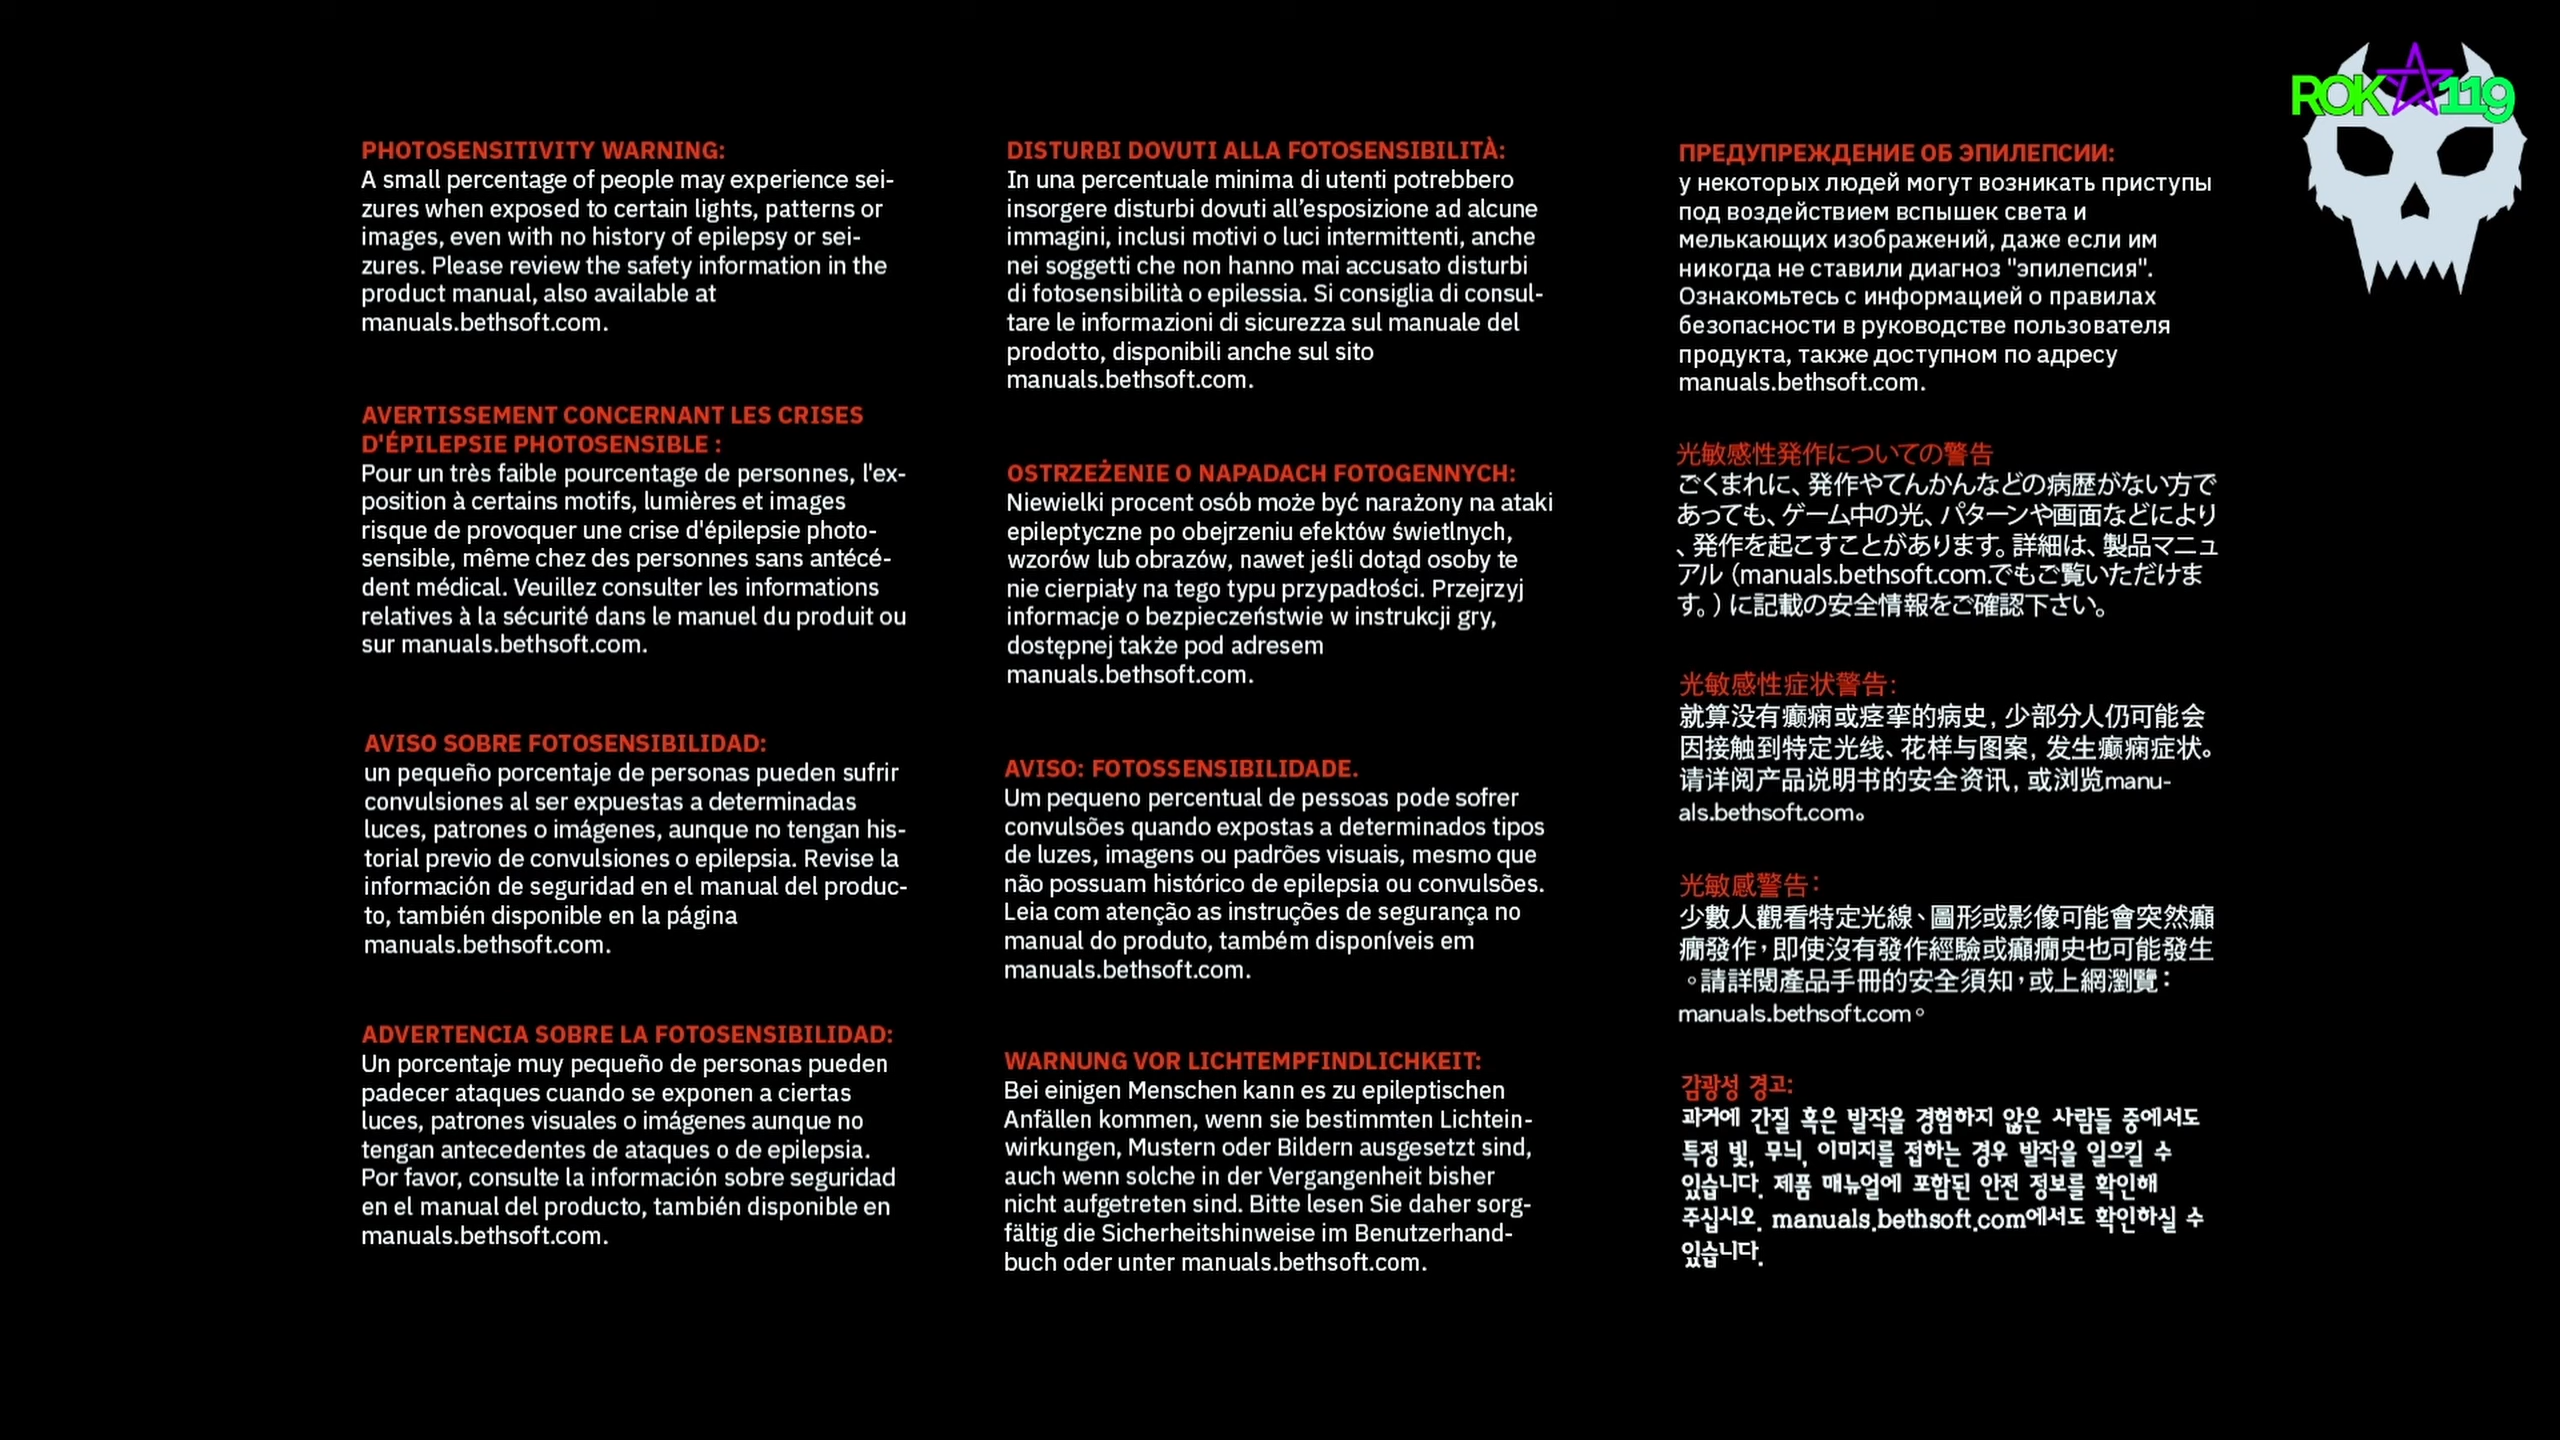 PHOTOSENSITIVITY WARNING:
A small percentage of people may experience sei-
zures when exposed to certain lights, patterns or
images, even with no history of epilepsy or sei-
zures. Please review the safety information in the
product manual, also available at
manuals.bethsoft.com.
AVERTISSEMENT CONCERNANT LES CRISES
D'ÉPILEPSIE PHOTOSENSIBLE :
Pour un très faible pourcentage de personnes, l'ex-
position à certains motifs, lumières et images
risque de provoquer une crise d'épilepsie photo-
sensible, même chez des personnes sans antécé-
dent médical. Veuillez consulter les informations
relatives à la sécurité dans le manuel du produit ou
sur manuals.bethsoft.com.
AVISO SOBRE FOTOSENSIBILIDAD:
un pequeño porcentaje de personas pueden sufrir
convulsiones al ser expuestas a determinadas
luces, patrones o imágenes, aunque no tengan his-
torial previo de convulsiones o epilepsia. Revise la
información de seguridad en el manual del produc-
to, también disponible en la página
manuals.bethsoft.com.
ADVERTENCIA SOBRE LA FOTOSENSIBILIDAD:
Un porcentaje muy pequeño de personas pueden
padecer ataques cuando se exponen a ciertas
luces, patrones visuales o imágenes aunque no
tengan antecedentes de ataques o de epilepsia.
Por favor, consulte la información sobre seguridad
en el manual del producto, también disponible en
manuals.bethsoft.com.
DISTURBI DOVUTI ALLA FOTOSENSIBILITÀ:
In una percentuale minima di utenti potrebbero
insorgere disturbi dovuti all’esposizione ad alcune
immagini, inclusi motivi o luci intermittenti, anche
nei soggetti che non hanno mai accusato disturbi
di fotosensibilità o epilessia. Si consiglia di consul-
tare le informazioni di sicurezza sul manuale del
prodotto, disponibili anche sul sito
manuals.bethsoft.com.
OSTRZEŻENIE O NAPADACH FOTOGENNYCH:
Niewielki procent osób może być narażony na ataki
epileptyczne po obejrzeniu efektów świetlnych,
wzorów lub obrazów, nawet jeśli dotąd osoby te
nie cierpiały na tego typu przypadłości. Przejrzyj
informacje o bezpieczeństwie w instrukcji gry,
dostępnej także pod adresem
manuals.bethsoft.com.
AVISO: FOTOSSENSIBILIDADE.
Um pequeno percentual de pessoas pode sofrer
convulsões quando expostas a determinados tipos
de luzes, imagens ou padrões visuais, mesmo que
não possuam histórico de epilepsia ou convulsões.
Leia com atenção as instruções de segurança no
manual do produto, também disponíveis em
manuals.bethsoft.com.
WARNUNG VOR LICHTEMPFINDLICHKEIT:
Bei einigen Menschen kann es zu epileptischen
Anfällen kommen, wenn sie bestimmten Lichtein-
wirkungen, Mustern oder Bildern ausgesetzt sind,
auch wenn solche in der Vergangenheit bisher
nicht aufgetreten sind. Bitte lesen Sie daher sorg-
fältig die Sicherheitshinweise im Benutzerhand-
buch oder unter manuals.bethsoft.com.
ПРЕДУПРЕЖДЕНИЕ ОБ ЭПИЛЕПСИИ:
у некоторых людей могут возникать приступы
под воздействием вспышек света и
мелькающих изображений, даже если им
никогда не ставили диагноз "эпилепсия".
Ознакомьтесь с информацией о правилах
безопасности в руководстве пользователя
продукта, также доступном по адресу
manuals.bethsoft.com.
光敏感性発作についての警告
ごくまれに、発作やてんかんなどの病歴がない方で
あっても、ゲーム中の光、パターンや画面などにより
、発作を起こすことがあります。詳細は、製品マニュ
アル（manuals.bethsoft.com.でもご覧いただけま
す。）に記載の安全情報をご確認下さい。
光敏感性症状警告：
就算没有癫痫或痉挛的病史，少部分人仍可能会
因接触到特定光线、花样与图案，发生癫痫症状。
请详阅产品说明书的安全资讯，或浏览manu-
als.bethsoft.com。
光敏感警告：
少數人觀看特定光線、圖形或影像可能會突然癲
癇發作，即使沒有發作經驗或癲癇史也可能發生
。請詳閱產品手冊的安全須知，或上網瀏覽：
manuals.bethsoft.com。
감광성 경고:
과거에 간질 혹은 발작을 경험하지 않은 사람들 중에서도
특정 빛, 무늬, 이미지를 접하는 경우 발작을 일으킬 수
있습니다. 제품 매뉴얼에 포함된 안전 정보를 확인해
주십시오. manuals.bethsoft.com에서도 확인하실 수
있습니다.
ROK 119